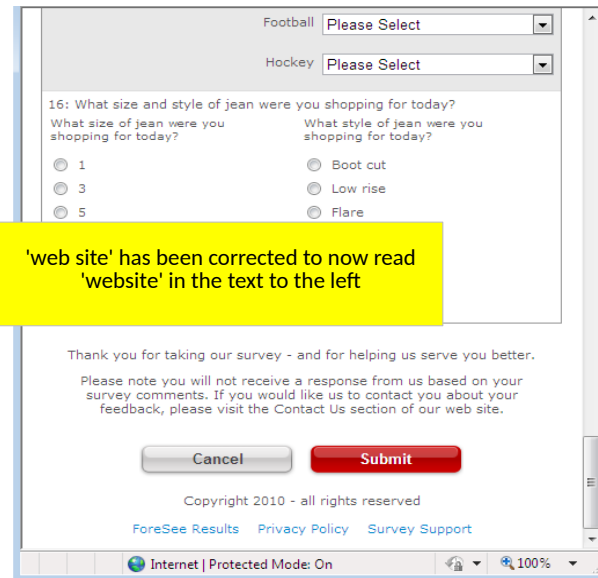 Football Please Select
Hockey Please Select
16: What size and style of jean were you shopping for today?
What size of jean were you
shopping for today?
What style of jean were you
shopping for today?
1
Boot cut
3
Low rise
5
Flare
'web site' has been corrected to now read
'website' in the text to the left
Thank you for taking our survey - and for helping us serve you better.
Please note you will not receive a response from us based on your
survey comments. If you would like us to contact you about your
feedback, please visit the Contact Us section of our web site.
Cancel Submit
Copyright 2010 - all rights reserved
ForeSee Results Privacy Policy Survey Support
Internet | Protected Mode: On 100%